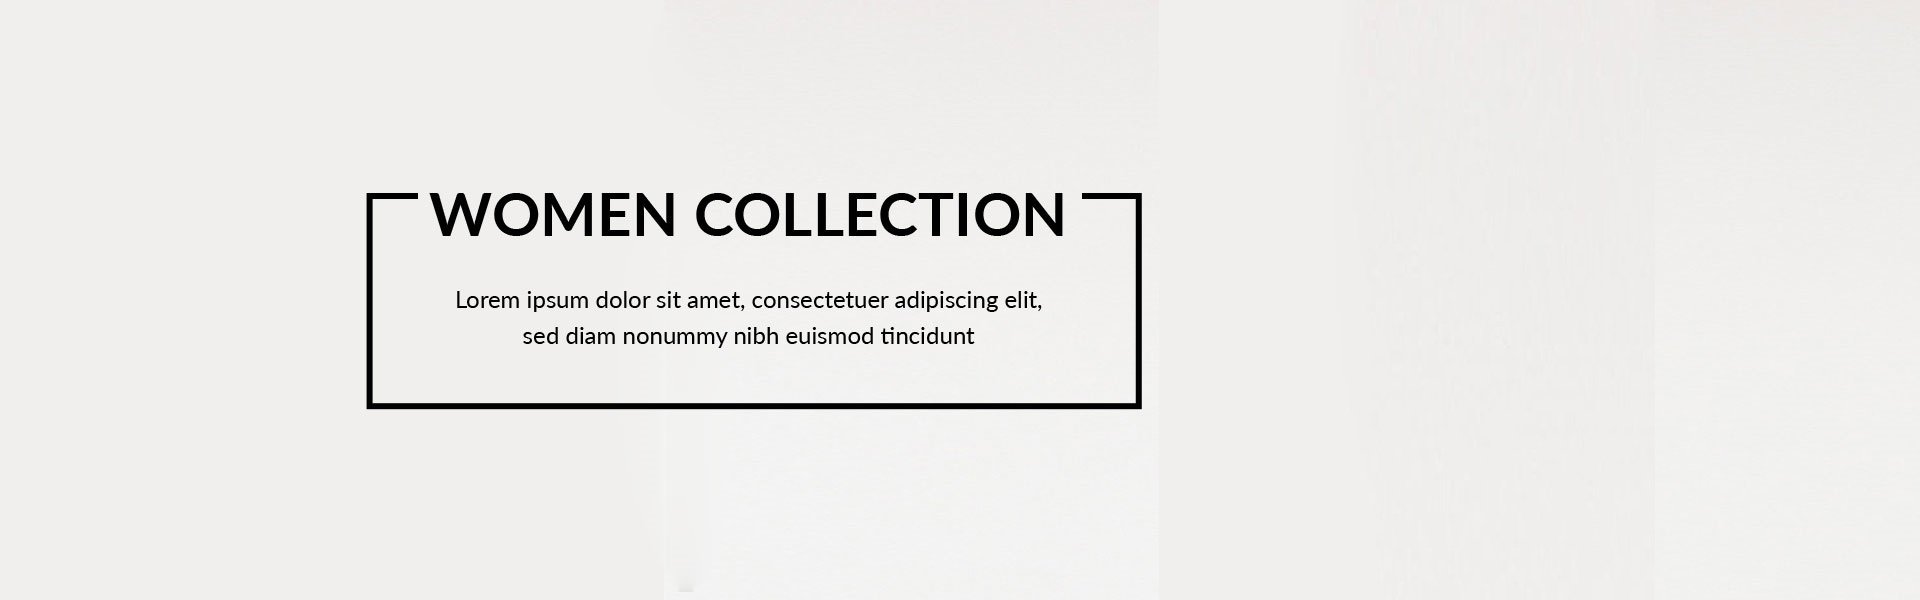 WOMEN COLLECTION
Lorem ipsum dolor sit amet, consectetuer adipiscing elit,
sed diam nonummy nibh euismod tincidunt